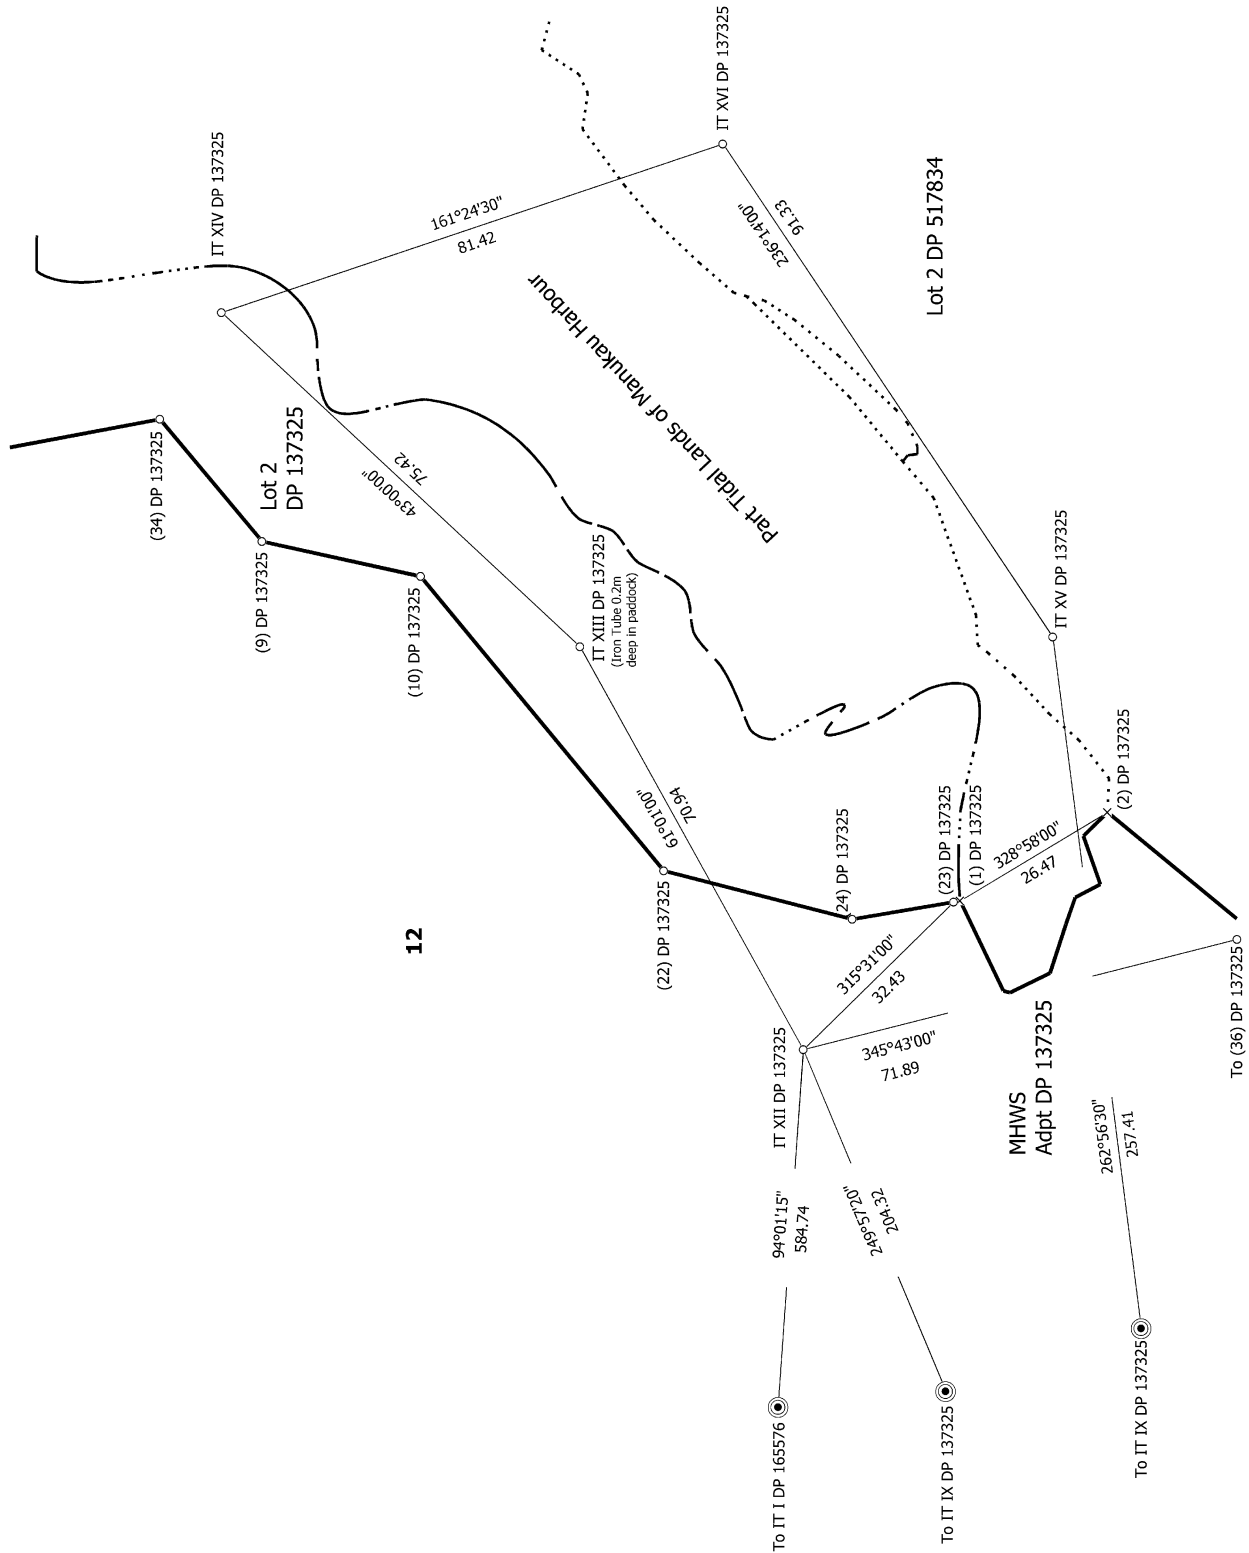 IT XVI DP 137325
IT XIV DP 137325
161°24'30"
81.42
91.33
236°14'00"
Lot 2 DP 517834
Part Tidal Lands of Manukau Harbour
(34) DP 137325
Lot 2
DP 137325
75.42
43°00'00"
(9) DP 137325
(10) DP 137325
IT XIII DP 137325
(Iron Tube 0.2m
deep in paddock)
IT XV DP 137325
61°01'00"
70.94
(2) DP 137325
(23) DP 137325
(1) DP 137325
(24) DP 137325
328°58'00"
26.47
(22) DP 137325
12
315°31'00"
32.43
IT XII DP 137325
345°43'00"
71.89
MHWS
Adpt DP 137325
To (36) DP 137325
262°56'30"
257.41
94°01'15"
584.74
249°57'20"
204.32
To IT I DP 165576
To IT IX DP 137325
To IT IX DP 137325